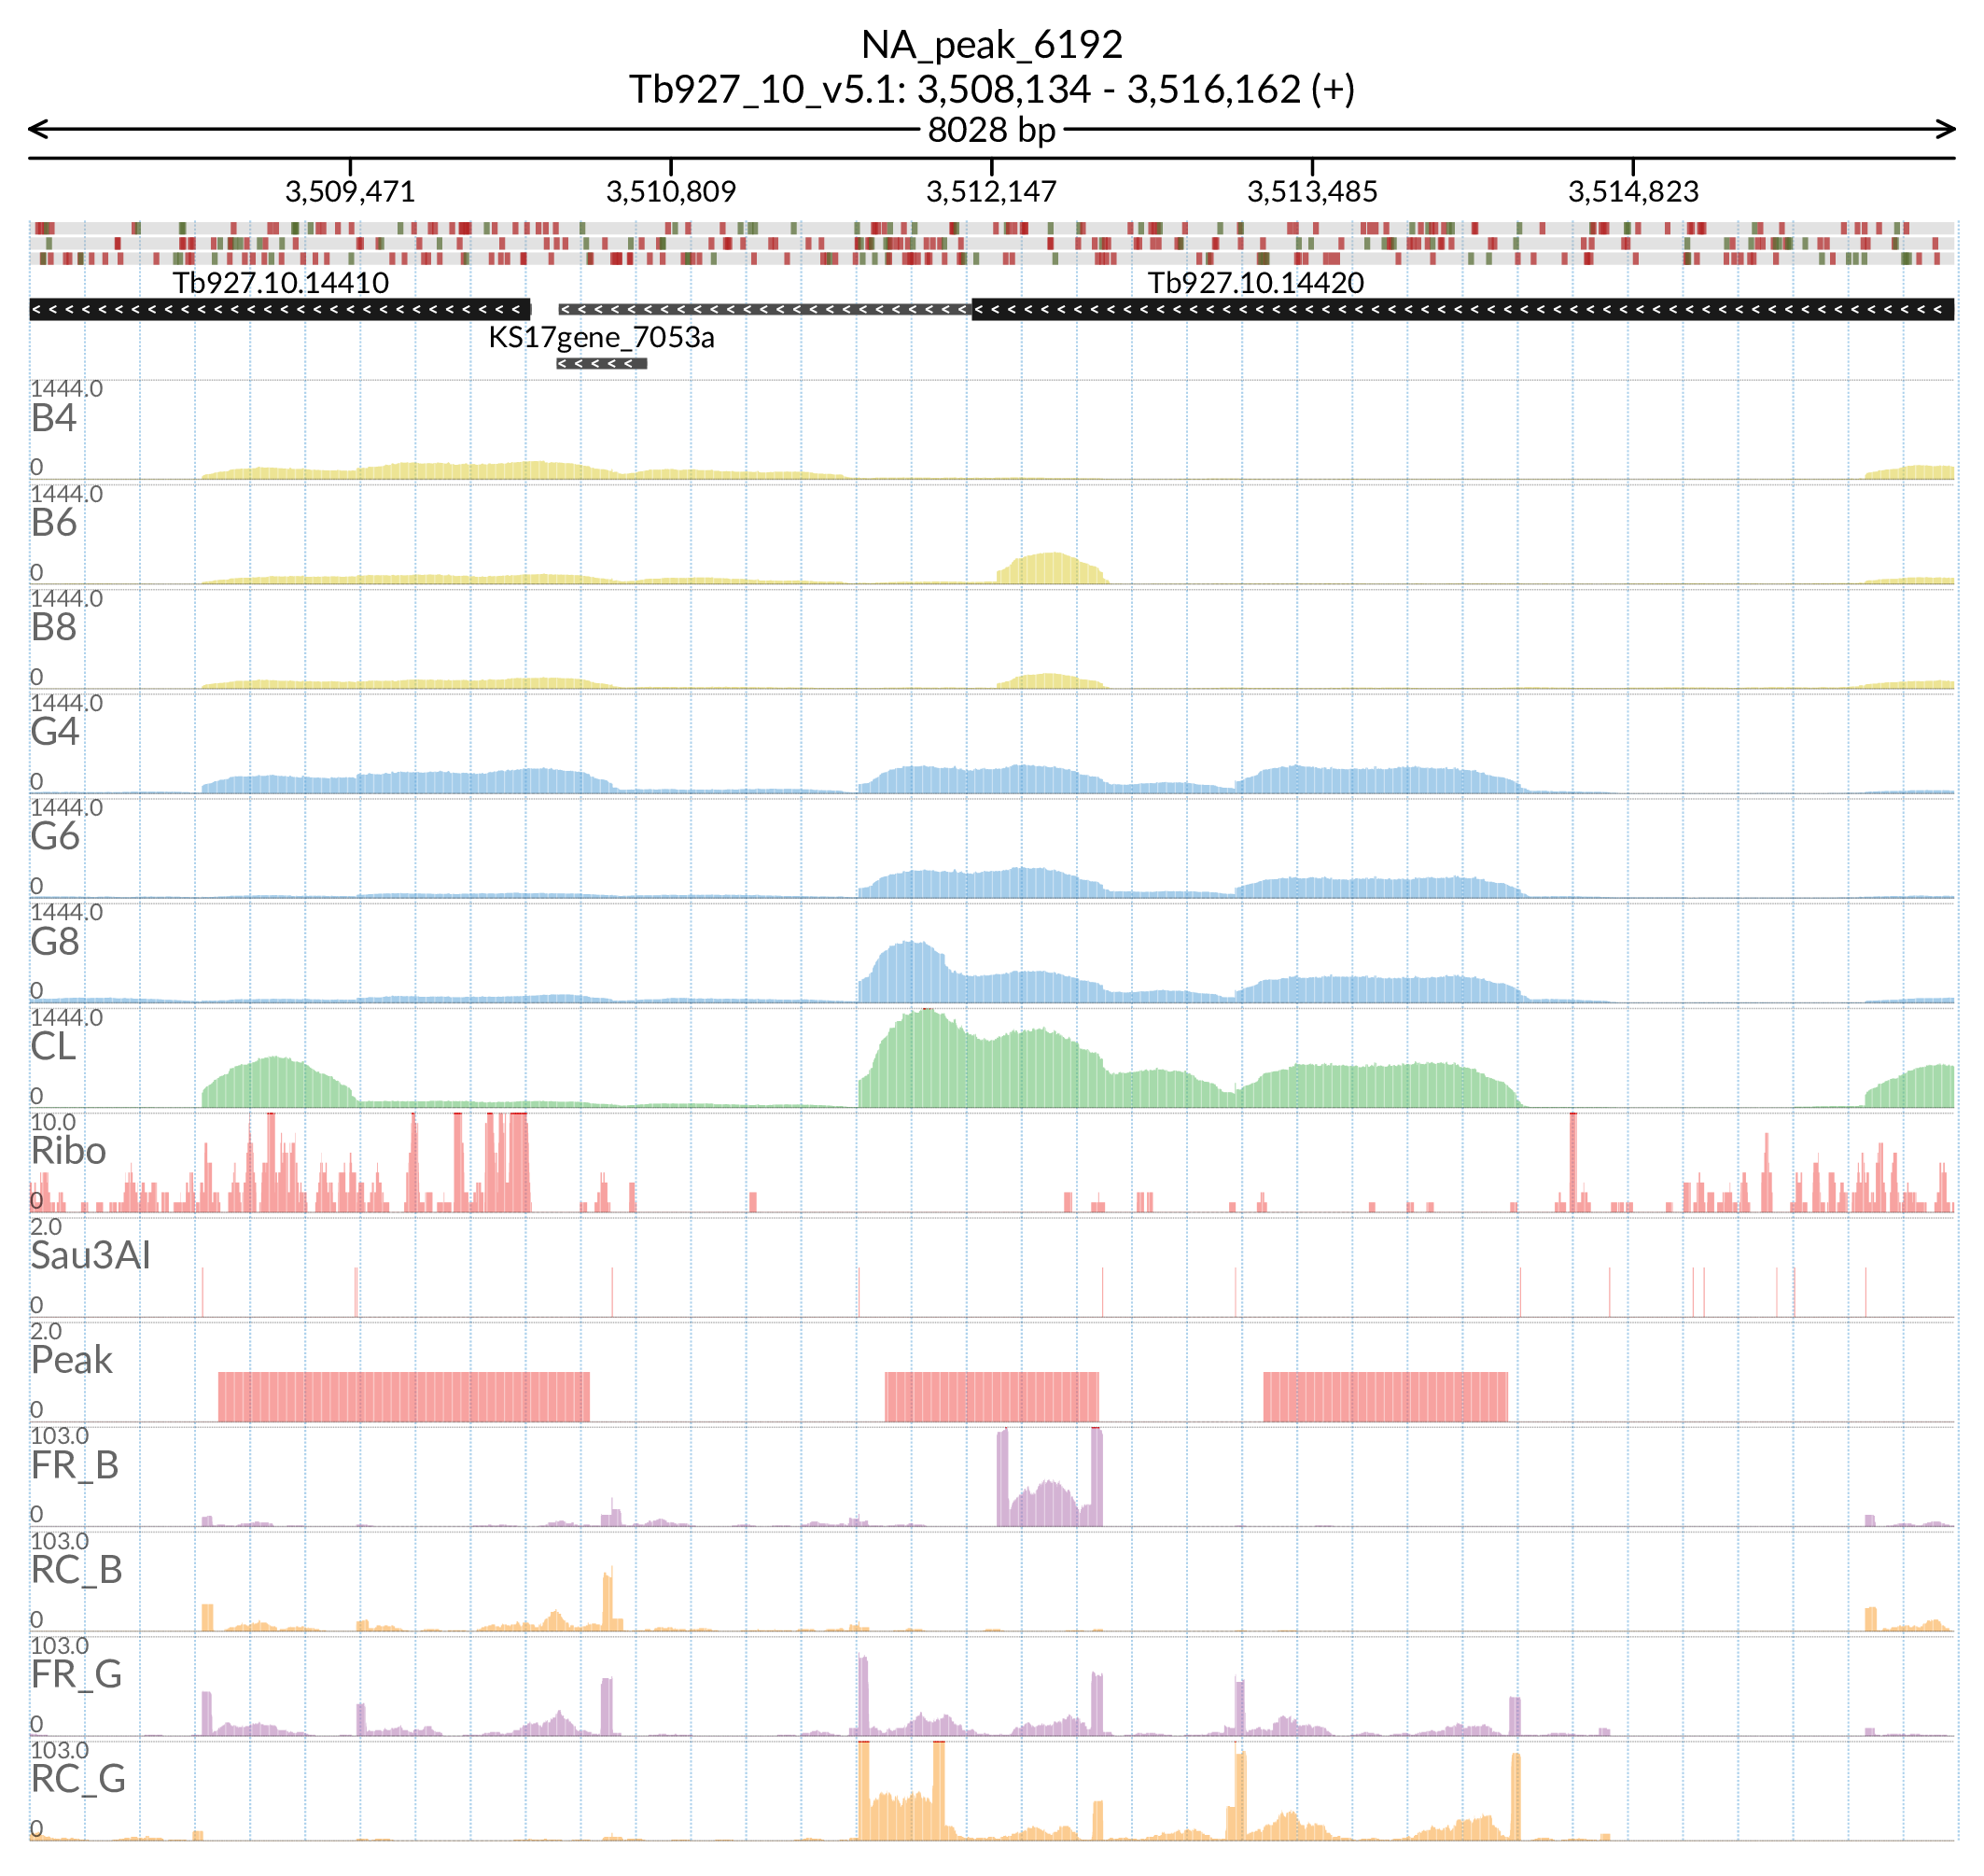 NA_peak_6192
Tb927_10_v5.1: 3,508,134 - 3,516,162 (+)
8028 bp
3,509,471 3,510,809 3,512,147 3,513,485 3,514,823
Tb927.10.14410 Tb927.10.14420
KS17gene_7053a
1444.0
B4
0
1444.0
B6
0
1444.0
B8
0
1444.0
G4
0
1444.0
G6
0
1444.0
G8
0
1444.0
CL
0
10.0
Ribo
0
2.0
Sau3AI
0
2.0
Peak
0
103.0
FR_B
0
103.0
RC_B
0
103.0
FR_G
0
103.0
RC_G
0